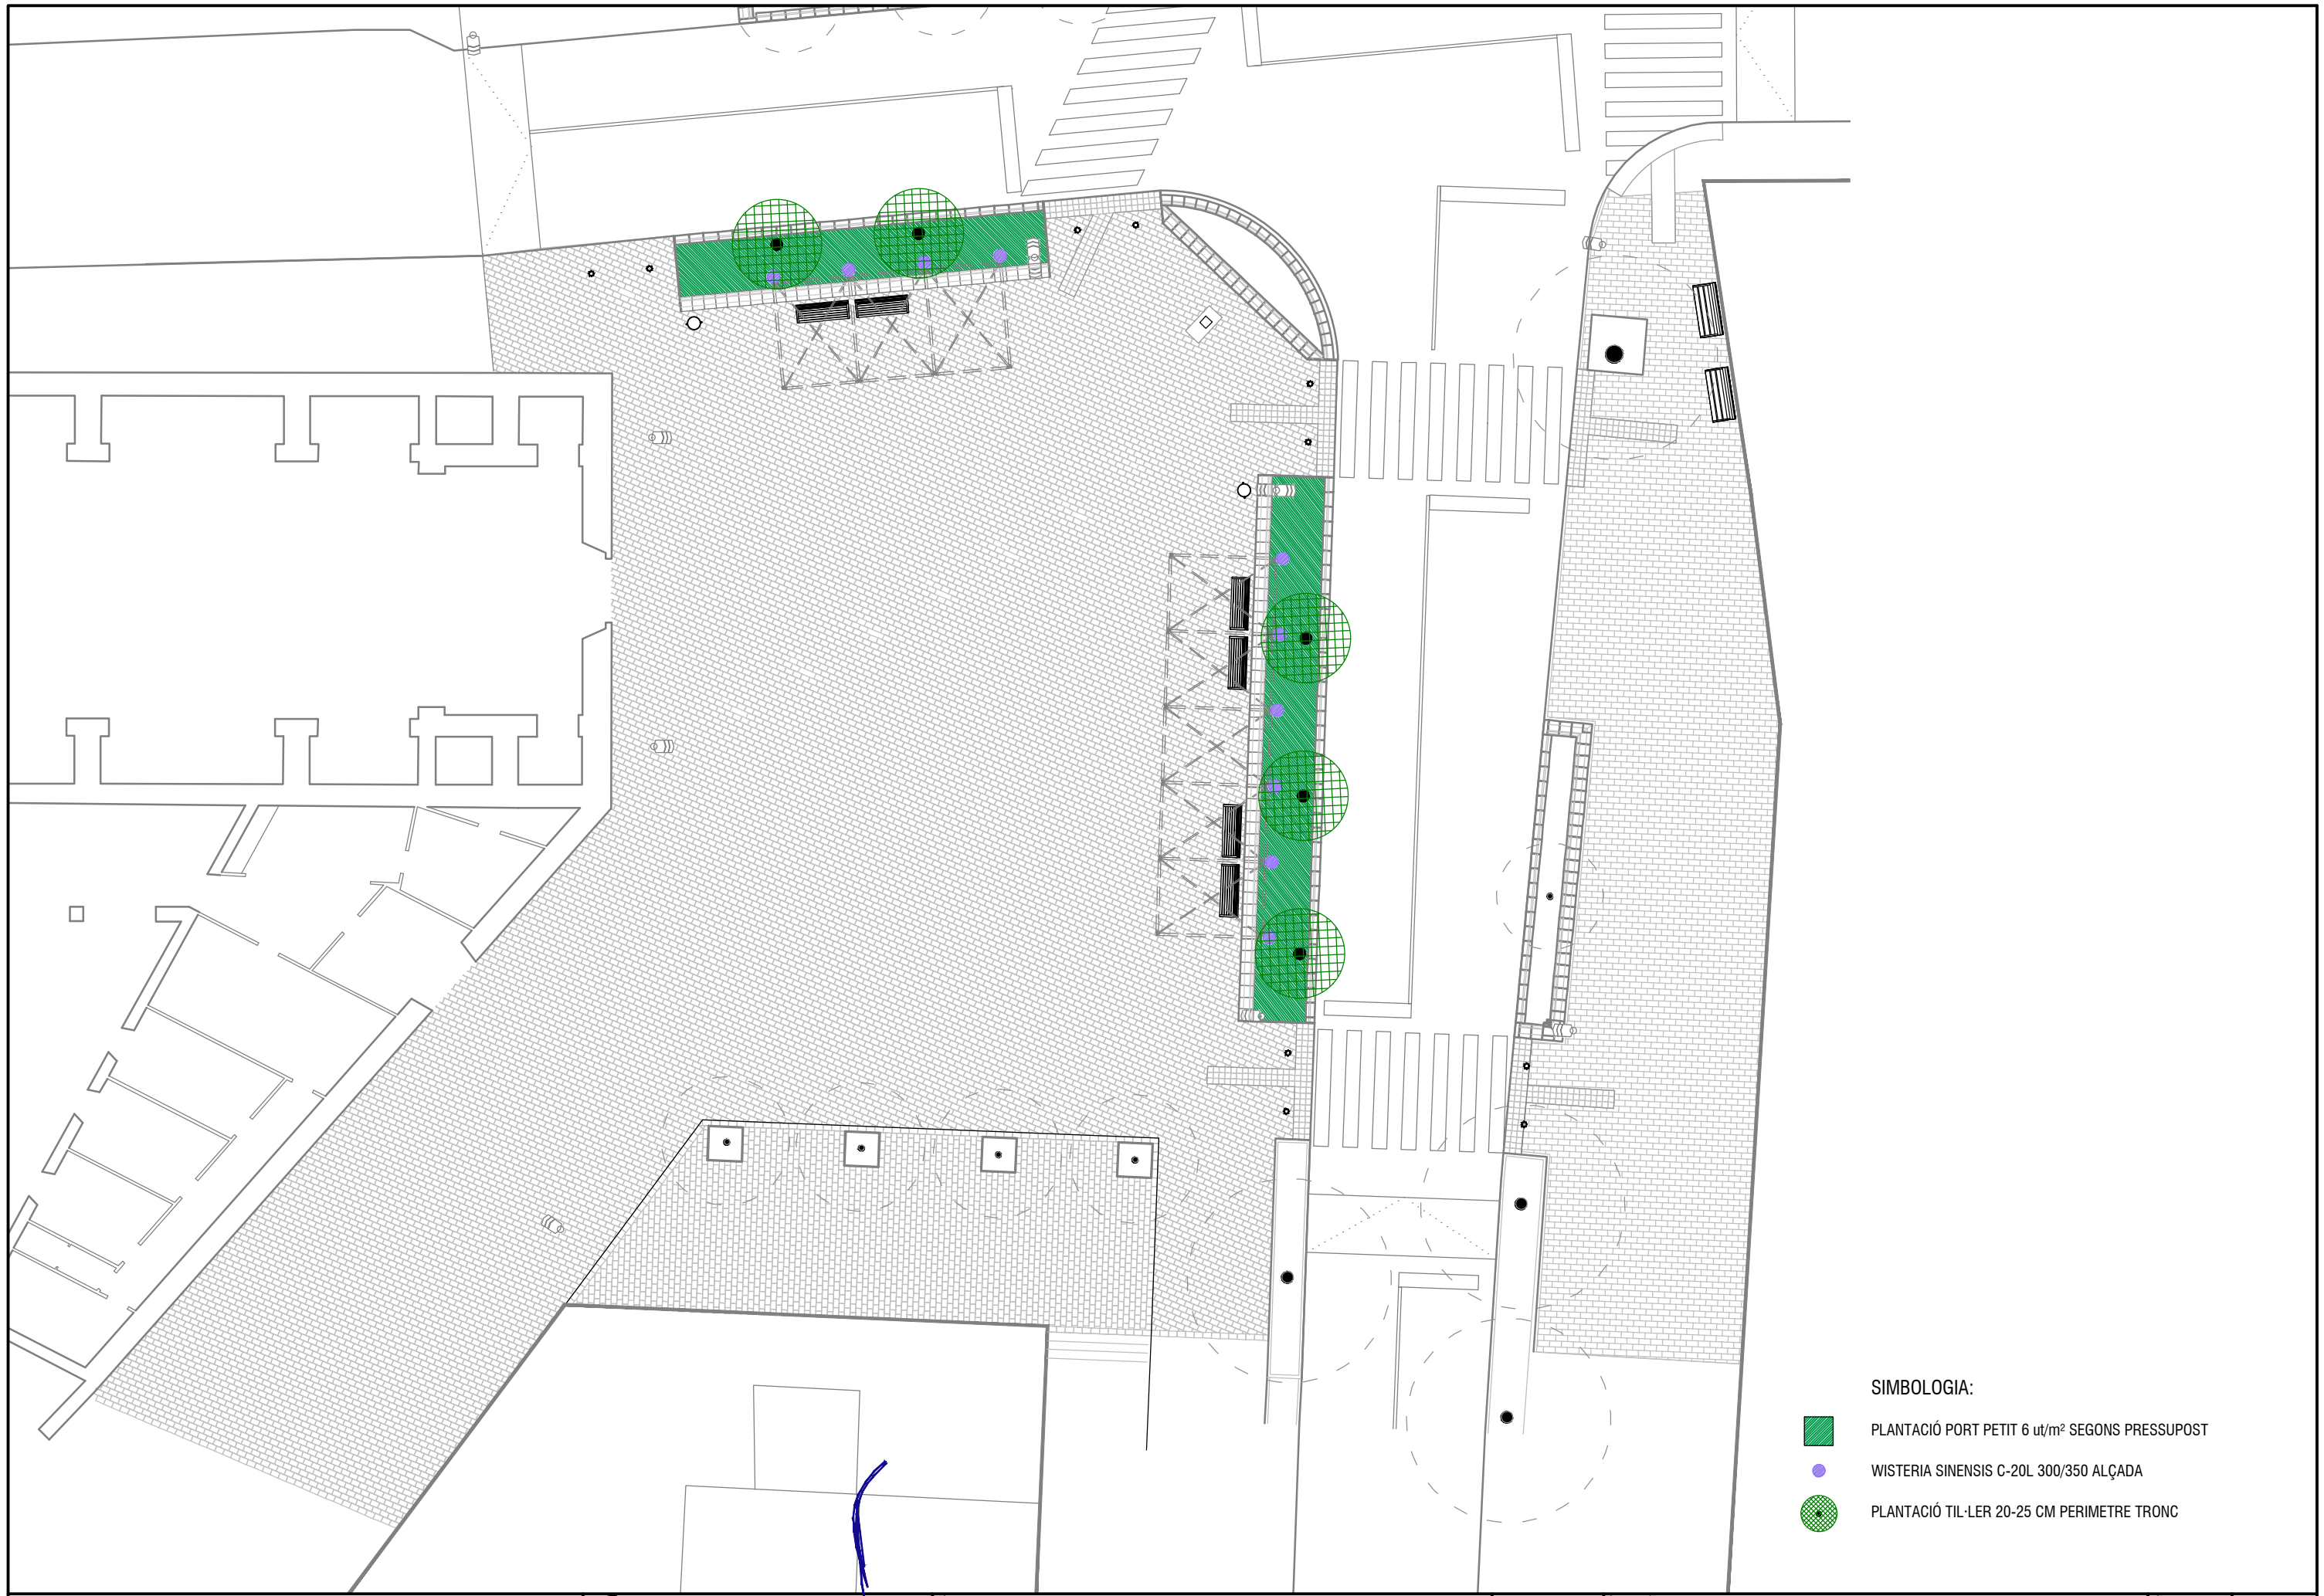 SIMBOLOGIA:
PLANTACIÓ PORT PETIT 6 ut/m² SEGONS PRESSUPOST
WISTERIA SINENSIS C-20L 300/350 ALÇADA
PLANTACIÓ TIL·LER 20-25 CM PERIMETRE TRONC